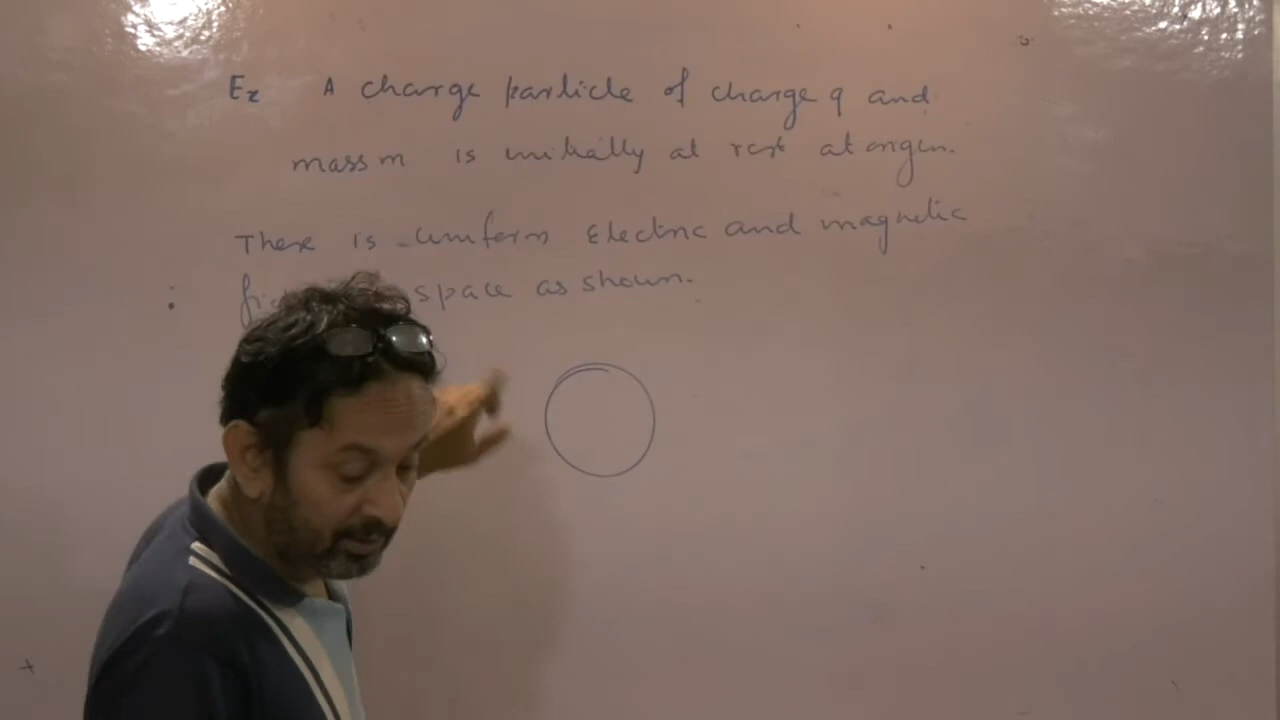 Ex A charge particle of charge q and
mass m is initially at rest at origin.
There is uniform Electric and magnetic
space as shown.